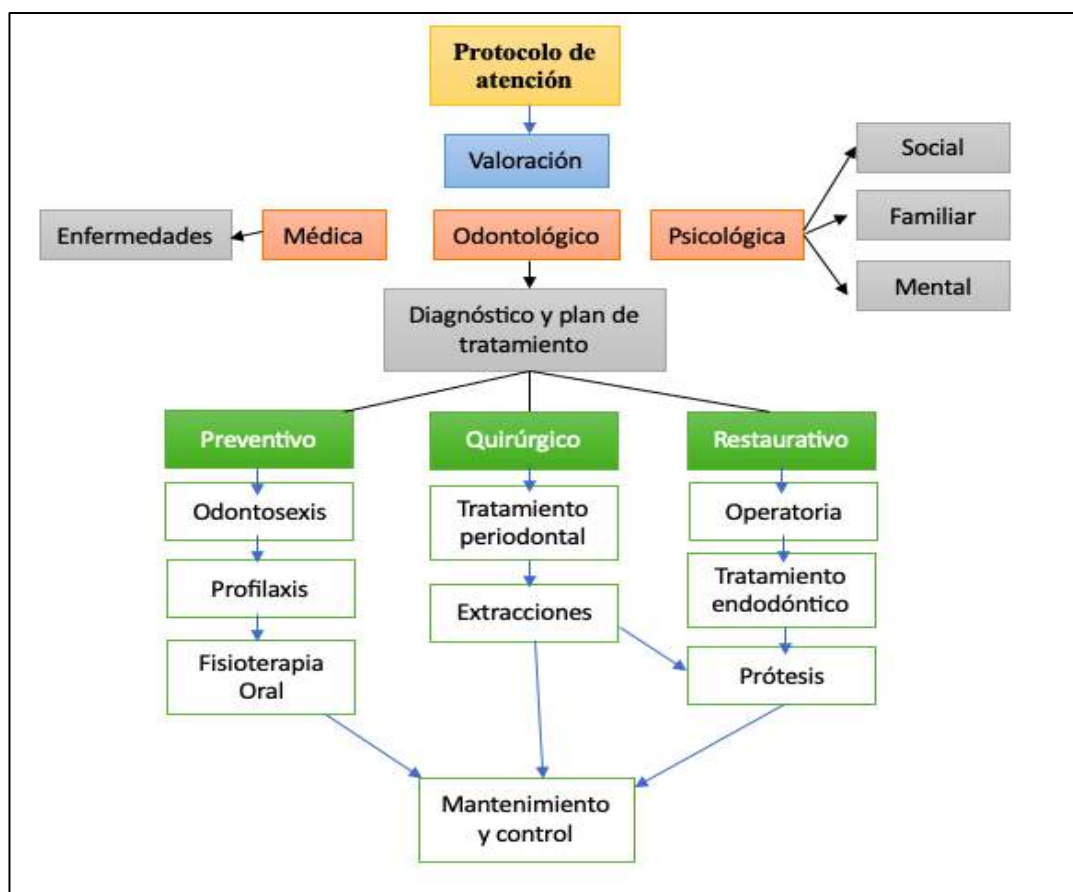 Protocolo de
atención
Valoración
Social
Enfermedades
Médica
Odontológico
Psicológica
Familiar
Mental
Diagnóstico y plan de
tratamiento
Preventivo
Quirúrgico
Restaurativo
Odontosexis
Tratamiento
periodontal
Operatoria
Profilaxis
Extracciones
Tratamiento
endodóntico
Fisioterapia
Oral
Prótesis
Mantenimiento
y control